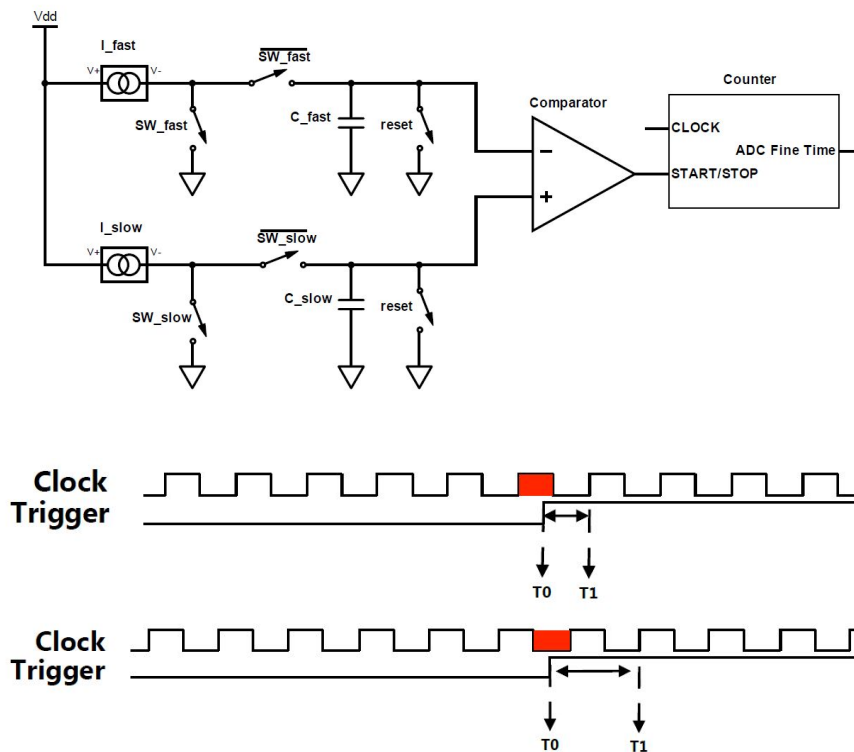 Vdd
I_fast
V+ V-
SW_fast
SW_fast
C_fast
reset
Comparator
Counter
CLOCK
ADC Fine Time
START/STOP
-
+
I_slow
V+ V-
SW_slow
SW_slow
C_slow
reset
Clock
Trigger
T0 T1
Clock
Trigger
T0 T1